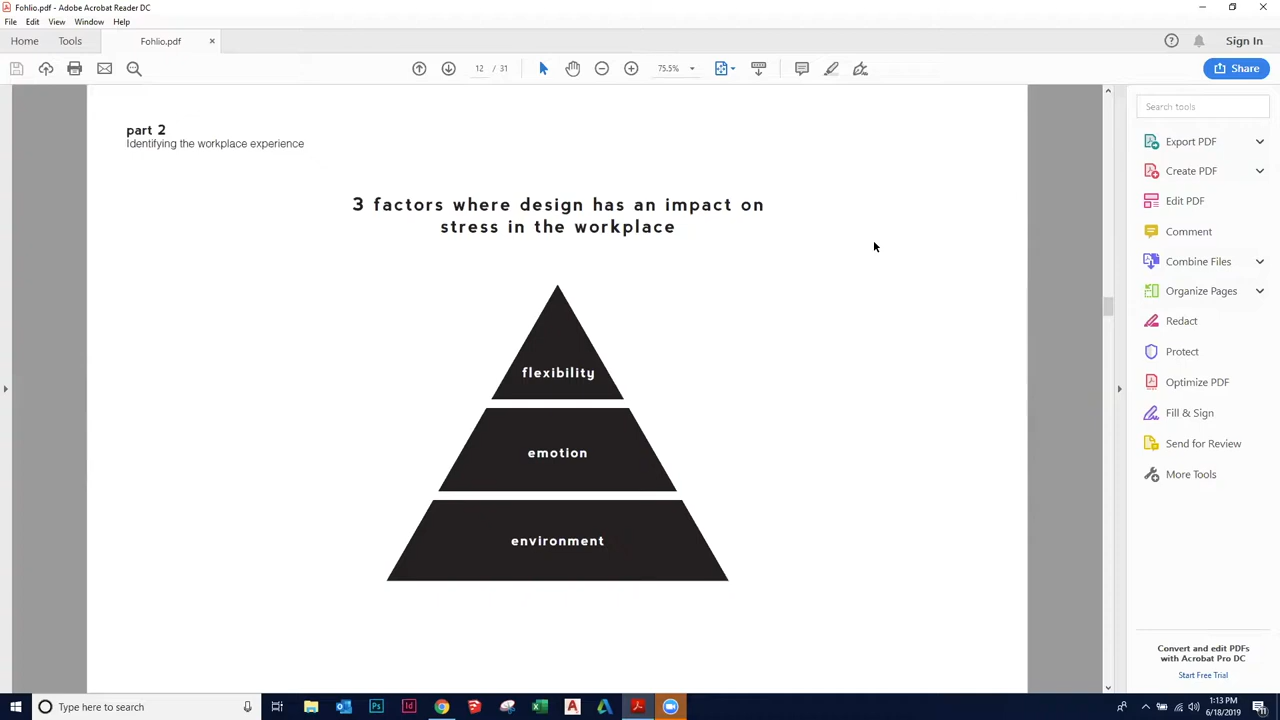 Fohlio.pdf - Adobe Acrobat Reader DC
File Edit View Window Help
Home Tools Fohlio.pdf × Sign In
12 / 31 75.5% Share
part 2
Identifying the workplace experience
3 factors where design has an impact on
stress in the workplace
flexibility
emotion
environment
Search tools
Export PDF
Create PDF
Edit PDF
Comment
Combine Files
Organize Pages
Redact
Protect
Optimize PDF
Fill & Sign
Send for Review
More Tools
Convert and edit PDFs
with Acrobat Pro DC
Start Free Trial
Type here to search
1:13 PM
6/18/2019